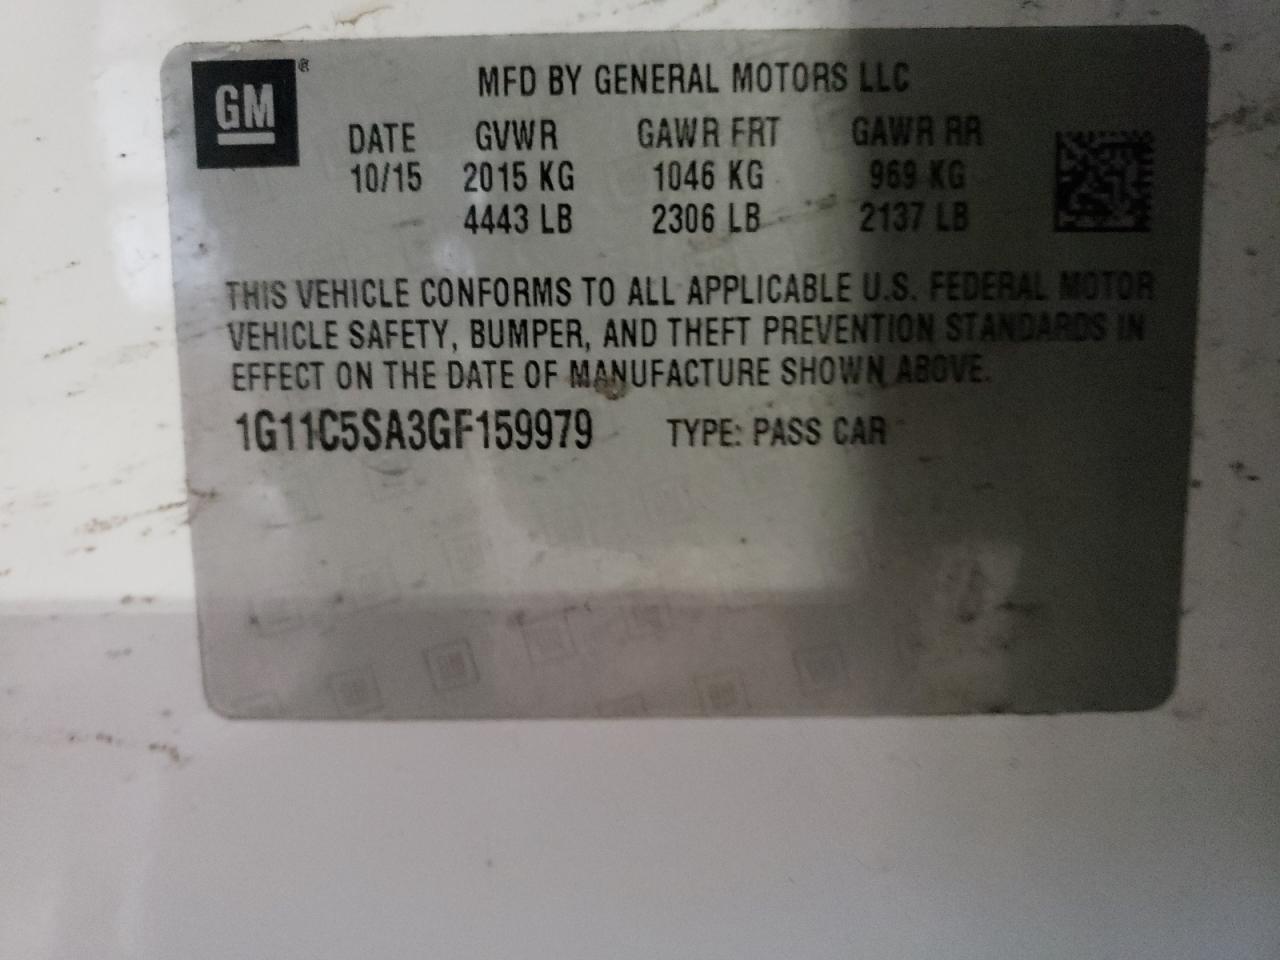 GM®
MFD BY GENERAL MOTORS LLC
DATE GVWR GAWR FRT GAWR RR
10/15 2015 KG 1046 KG 969 KG
4443 LB 2306 LB 2137 LB
THIS VEHICLE CONFORMS TO ALL APPLICABLE U.S. FEDERAL MOTOR
VEHICLE SAFETY, BUMPER, AND THEFT PREVENTION STANDARDS IN
EFFECT ON THE DATE OF MANUFACTURE SHOWN ABOVE.
1G11C5SA3GF159979 TYPE: PASS CAR